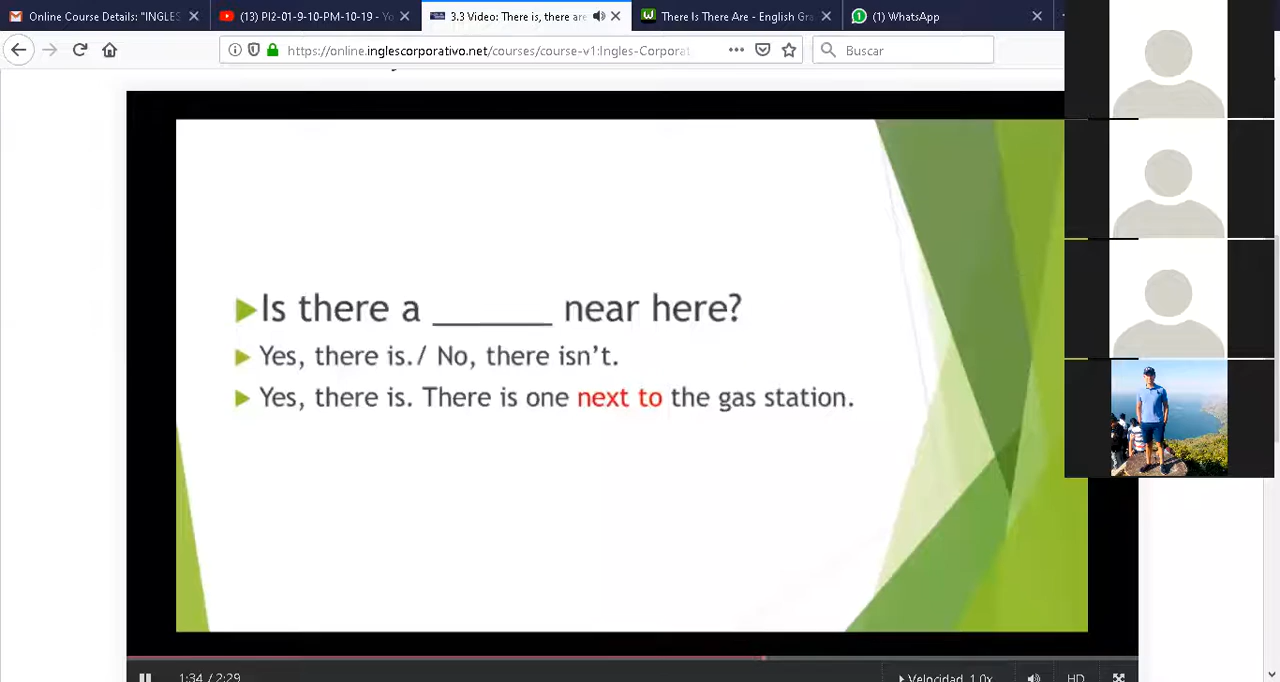 Online Course Details: "INGLES
(13) PI2-01-9-10-PM-10-19 - Yo
3.3 Video: There is, there are
There Is There Are - English Gra
(1) WhatsApp
https://online.inglescorporativo.net/courses/course-v1:Ingles-Corporat
Buscar
Is there a ______ near here?
Yes, there is./ No, there isn't.
Yes, there is. There is one next to the gas station.
1:34 / 2:29
Velocidad 1.0x
HD